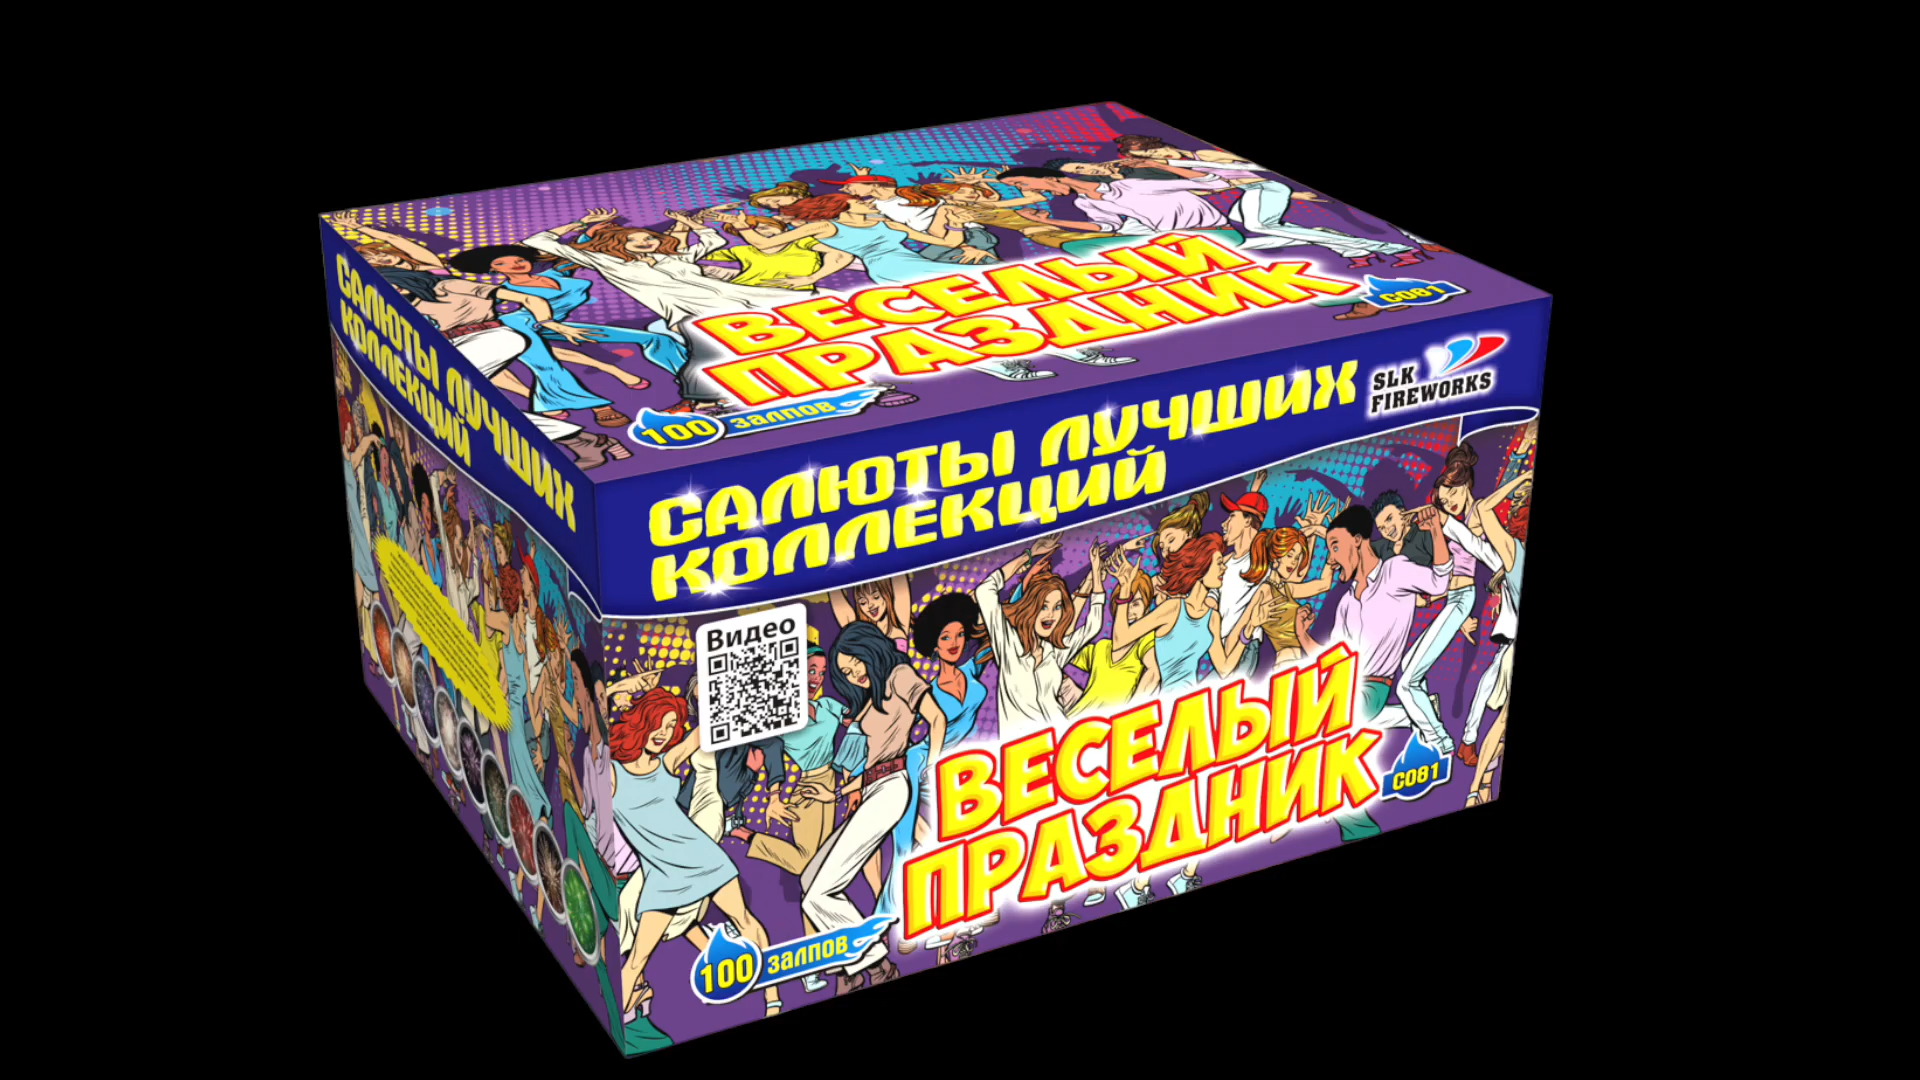 ВЕСЕЛЫЙ
ПРАЗДНИК
С081
100 ЗАЛПОВ
САЛЮТЫ ЛУЧШИХ
КОЛЛЕКЦИЙ
САЛЮТЫ ЛУЧШИХ
КОЛЛЕКЦИЙ
SLK
FIREWORKS
Видео
ВЕСЕЛЫЙ
ПРАЗДНИК
С081
100 ЗАЛПОВ